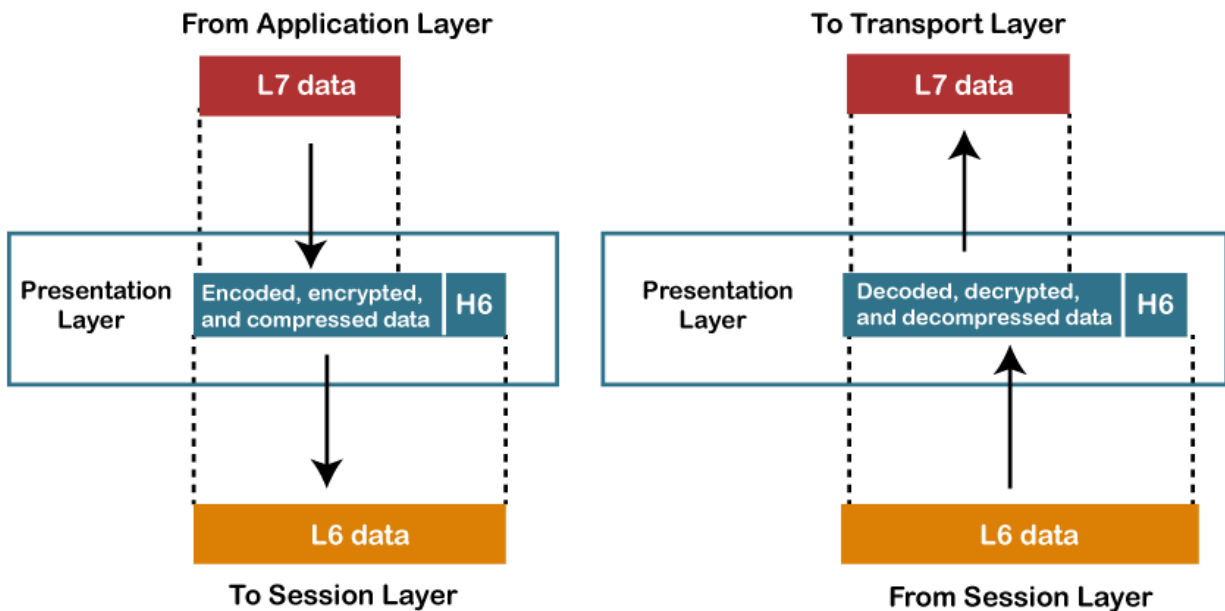 From Application Layer
L7 data
Presentation
Layer
Encoded, encrypted,
and compressed data
H6
L6 data
To Session Layer
To Transport Layer
L7 data
Presentation
Layer
Decoded, decrypted,
and decompressed data
H6
L6 data
From Session Layer